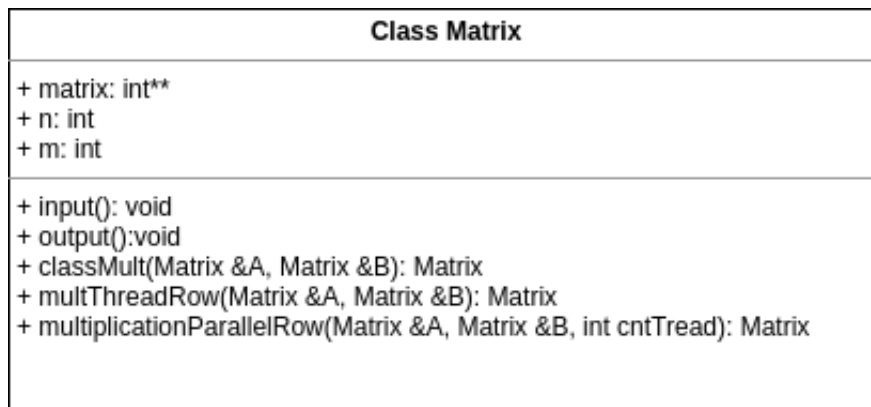 Class Matrix
+ matrix: int**
+ n: int
+ m: int
+ input(): void
+ output():void
+ classMult(Matrix &A, Matrix &B): Matrix
+ multThreadRow(Matrix &A, Matrix &B): Matrix
+ multiplicationParallelRow(Matrix &A, Matrix &B, int cntTread): Matrix